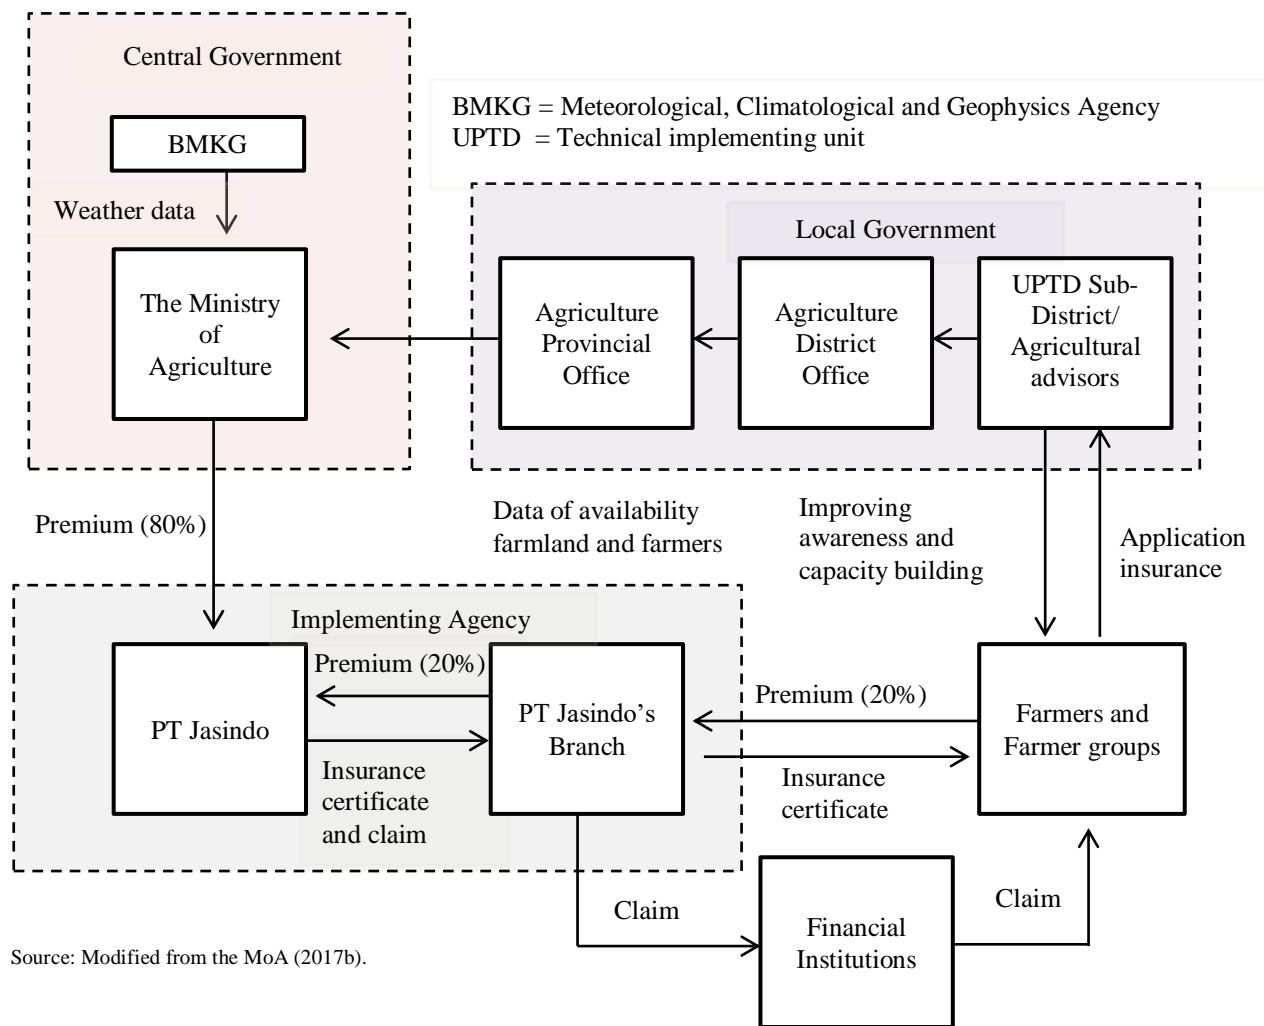 Central Government
BMKG = Meteorological, Climatological and Geophysics Agency
UPTD = Technical implementing unit
BMKG
Weather data
Local Government
The Ministry
of
Agriculture
Agriculture
Provincial
Office
Agriculture
District
Office
UPTD Sub-
District/
Agricultural
advisors
Premium (80%)
Data of availability
farmland and farmers
Improving
awareness and
capacity building
Application
insurance
Implementing Agency
PT Jasindo
Premium (20%)
Insurance
certificate
and claim
PT Jasindo’s
Branch
Premium (20%)
Insurance
certificate
Farmers and
Farmer groups
Claim
Financial
Institutions
Claim
Source: Modified from the MoA (2017b).